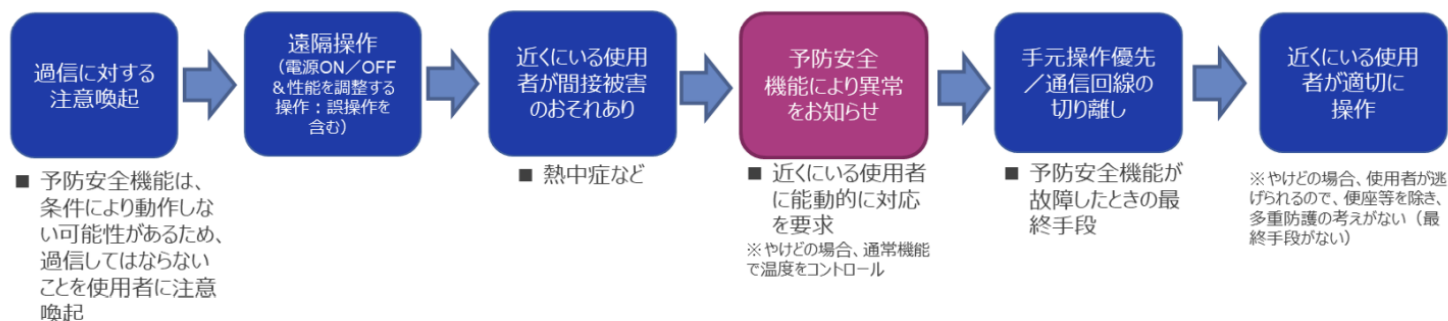 過信に対する
注意喚起
遠隔操作
（電源ON／OFF
＆性能を調整する
操作：誤操作を
含む）
近くにいる使用
者が間接被害
のおそれあり
予防安全
機能により異常
をお知らせ
手元操作優先
／通信回線の
切り離し
近くにいる使用
者が適切に
操作
■ 予防安全機能は、
条件により動作しな
い可能性があるため、
過信してはならない
ことを使用者に注意
喚起
■ 熱中症など
■ 近くにいる使用者
に能動的に対応
を要求
※やけどの場合、通常機能
で温度をコントロール
■ 予防安全機能が
故障したときの最
終手段
※やけどの場合、使用者が逃
げられるので、便座等を除き、
多重防護の考えがない（最
終手段がない）